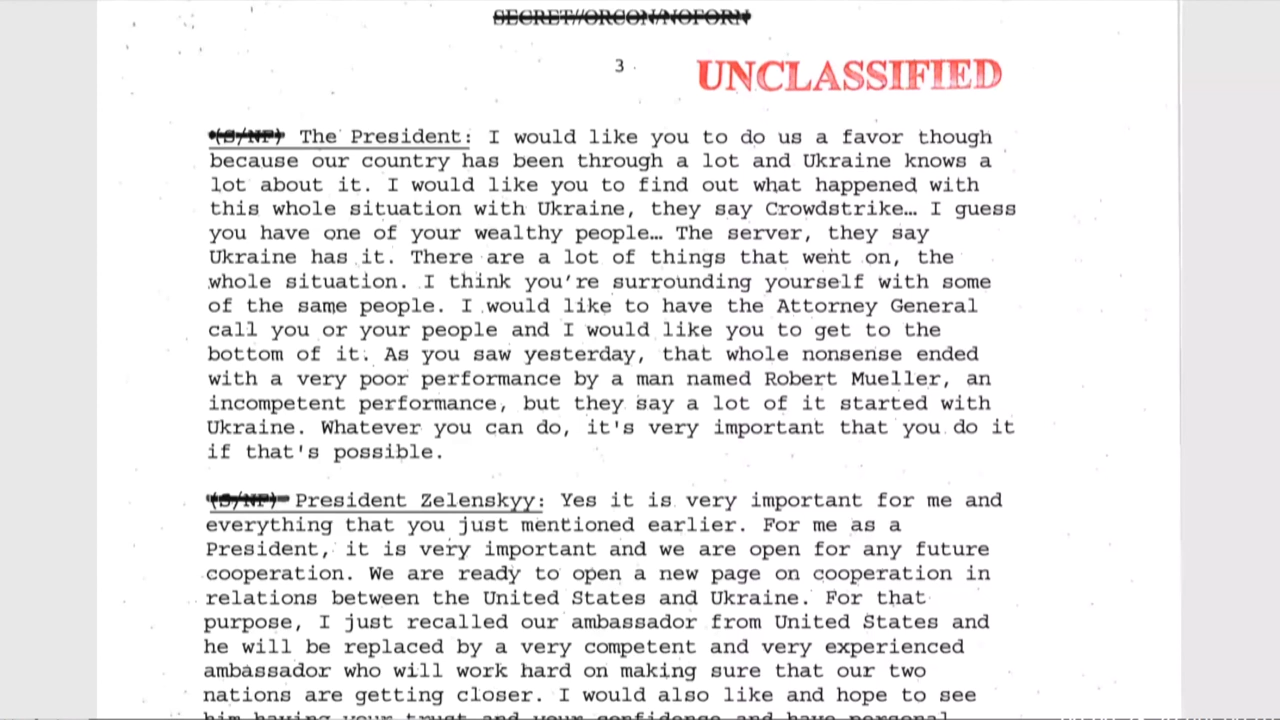 SECRET//ORCON/NOFORN
3
UNCLASSIFIED
(S/NF) The President: I would like you to do us a favor though
because our country has been through a lot and Ukraine knows a
lot about it. I would like you to find out what happened with
this whole situation with Ukraine, they say Crowdstrike… I guess
you have one of your wealthy people… The server, they say
Ukraine has it. There are a lot of things that went on, the
whole situation. I think you're surrounding yourself with some
of the same people. I would like to have the Attorney General
call you or your people and I would like you to get to the
bottom of it. As you saw yesterday, that whole nonsense ended
with a very poor performance by a man named Robert Mueller, an
incompetent performance, but they say a lot of it started with
Ukraine. Whatever you can do, it's very important that you do it
if that's possible.
(S/NF) President Zelenskyy: Yes it is very important for me and
everything that you just mentioned earlier. For me as a
President, it is very important and we are open for any future
cooperation. We are ready to open a new page on cooperation in
relations between the United States and Ukraine. For that
purpose, I just recalled our ambassador from United States and
he will be replaced by a very competent and very experienced
ambassador who will work hard on making sure that our two
nations are getting closer. I would also like and hope to see
him having your trust and your confidence and have personal